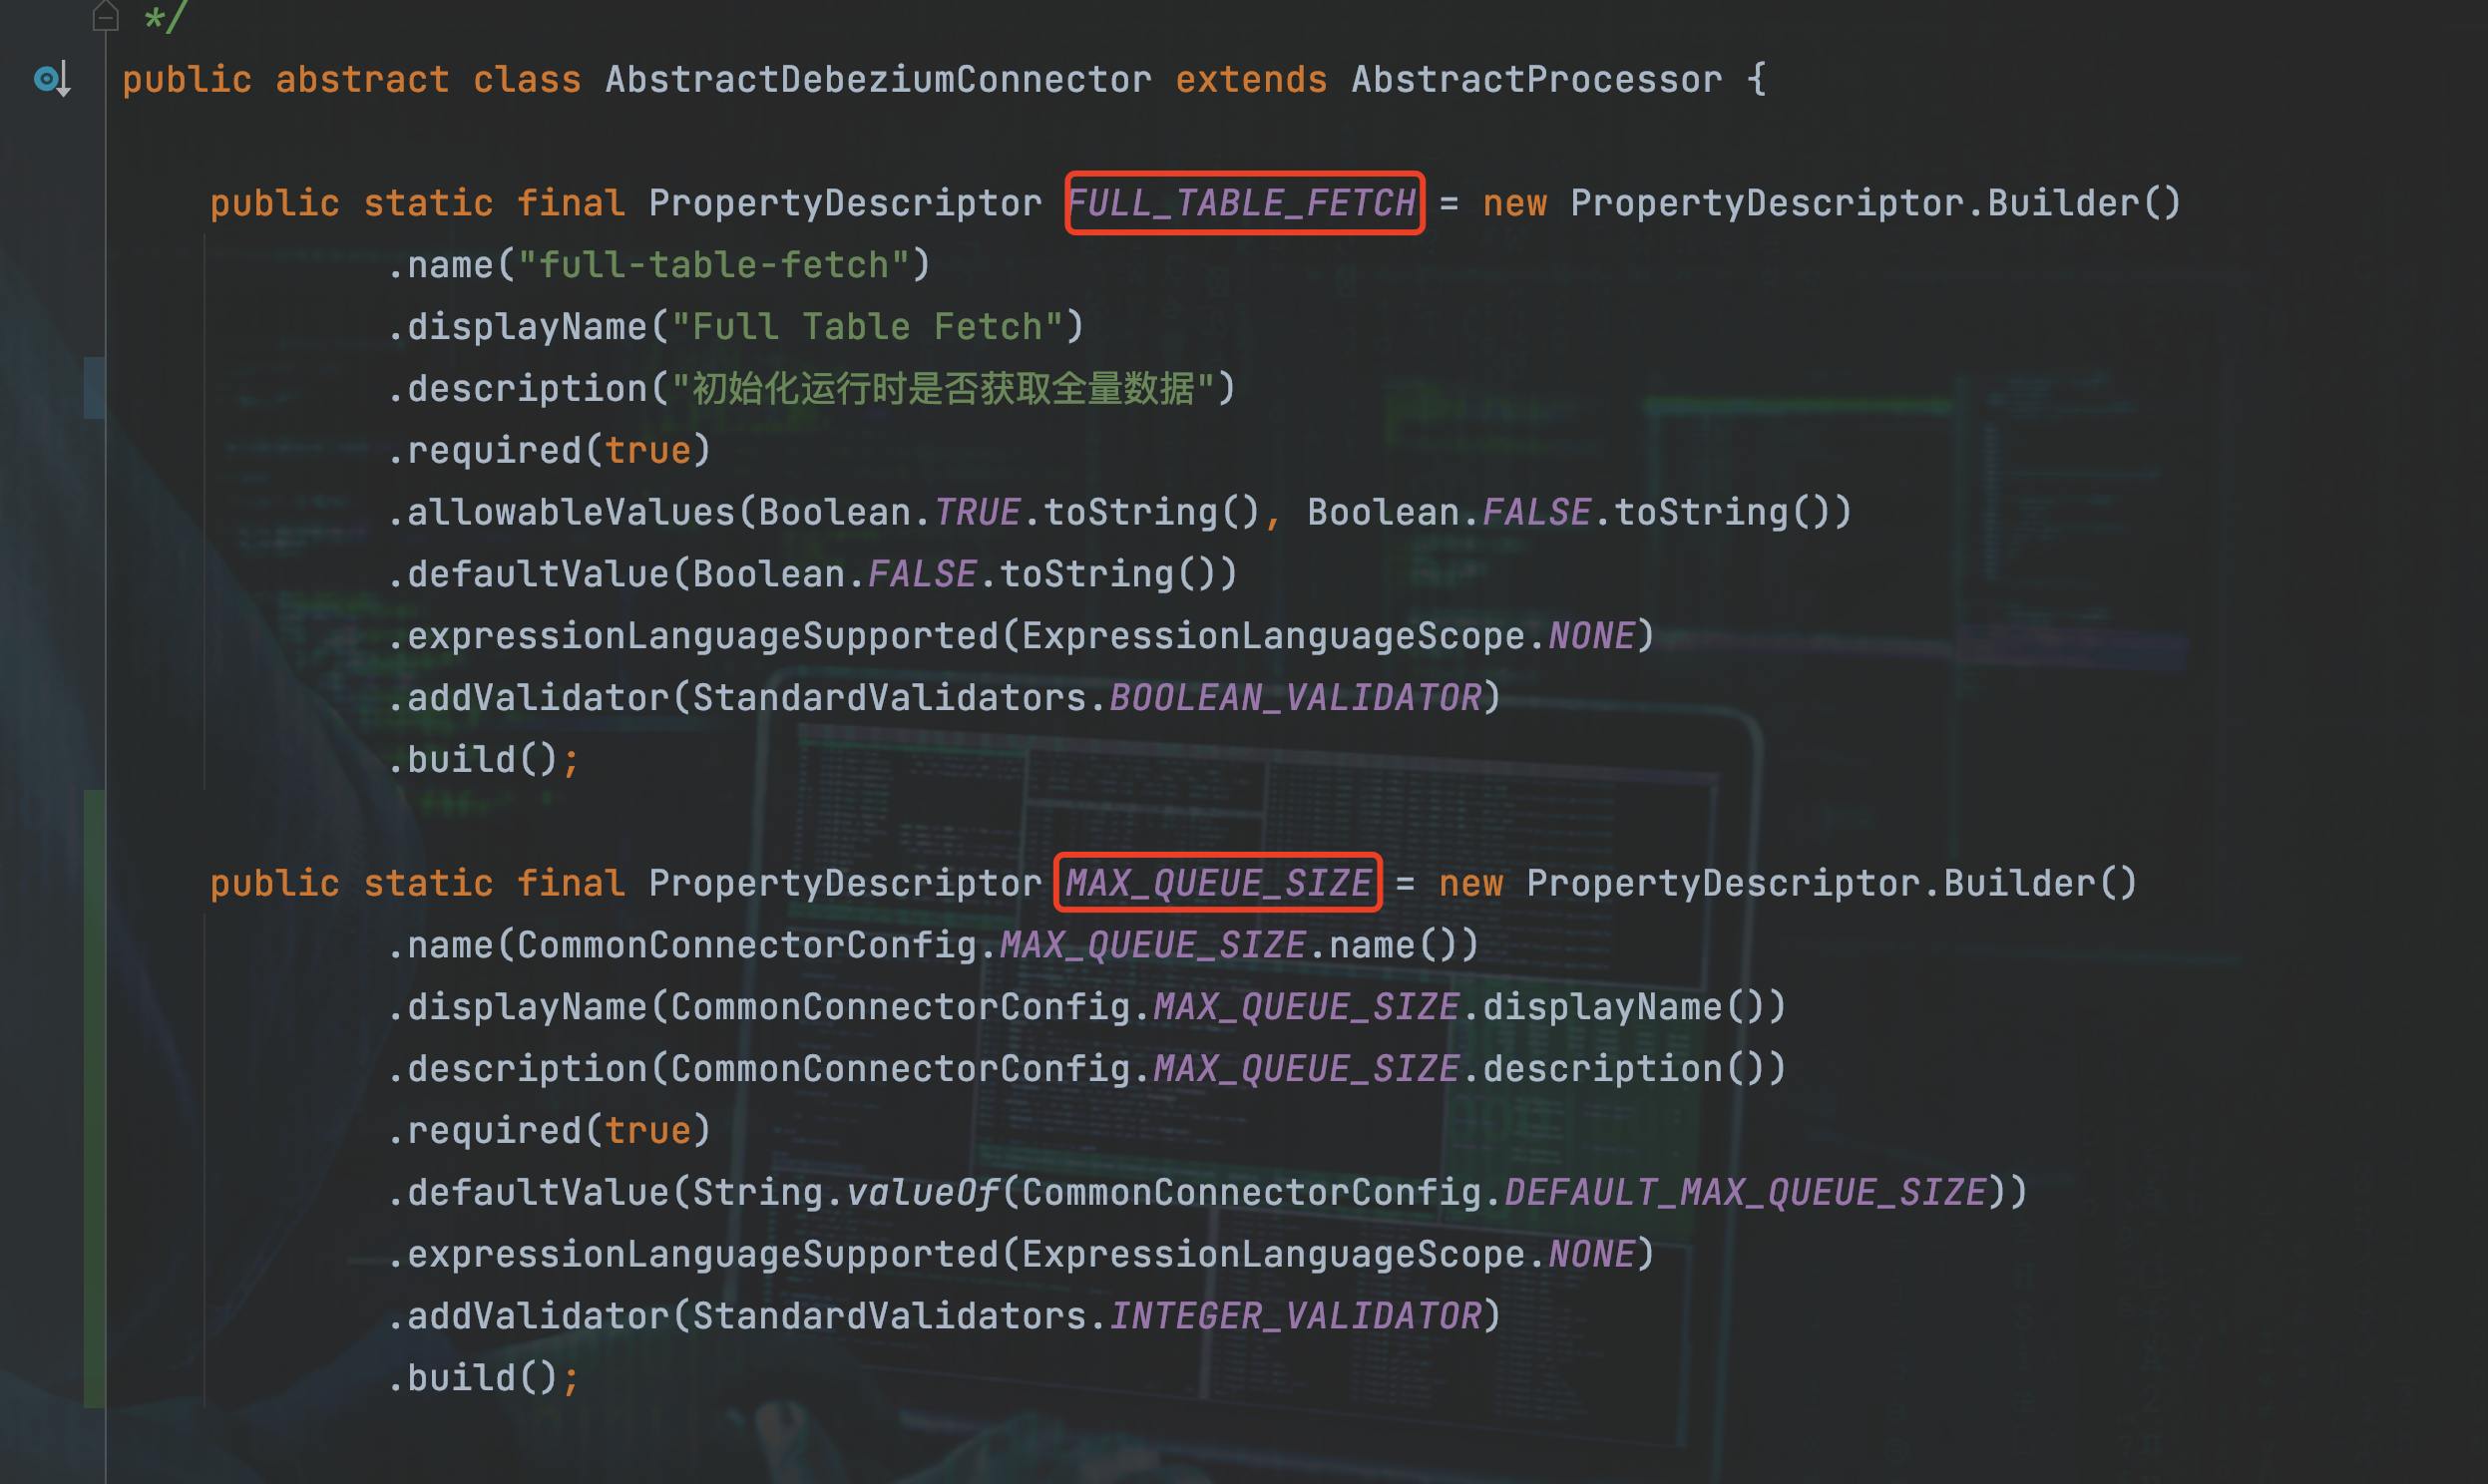 */
public abstract class AbstractDebeziumConnector extends AbstractProcessor {
public static final PropertyDescriptor FULL_TABLE_FETCH = new PropertyDescriptor.Builder()
.name("full-table-fetch")
.displayName("Full Table Fetch")
.description("初始化运行时是否获取全量数据")
.required(true)
.allowableValues(Boolean.TRUE.toString(), Boolean.FALSE.toString())
.defaultValue(Boolean.FALSE.toString())
.expressionLanguageSupported(ExpressionLanguageScope.NONE)
.addValidator(StandardValidators.BOOLEAN_VALIDATOR)
.build();
public static final PropertyDescriptor MAX_QUEUE_SIZE = new PropertyDescriptor.Builder()
.name(CommonConnectorConfig.MAX_QUEUE_SIZE.name())
.displayName(CommonConnectorConfig.MAX_QUEUE_SIZE.displayName())
.description(CommonConnectorConfig.MAX_QUEUE_SIZE.description())
.required(true)
.defaultValue(String.valueOf(CommonConnectorConfig.DEFAULT_MAX_QUEUE_SIZE))
.expressionLanguageSupported(ExpressionLanguageScope.NONE)
.addValidator(StandardValidators.INTEGER_VALIDATOR)
.build();